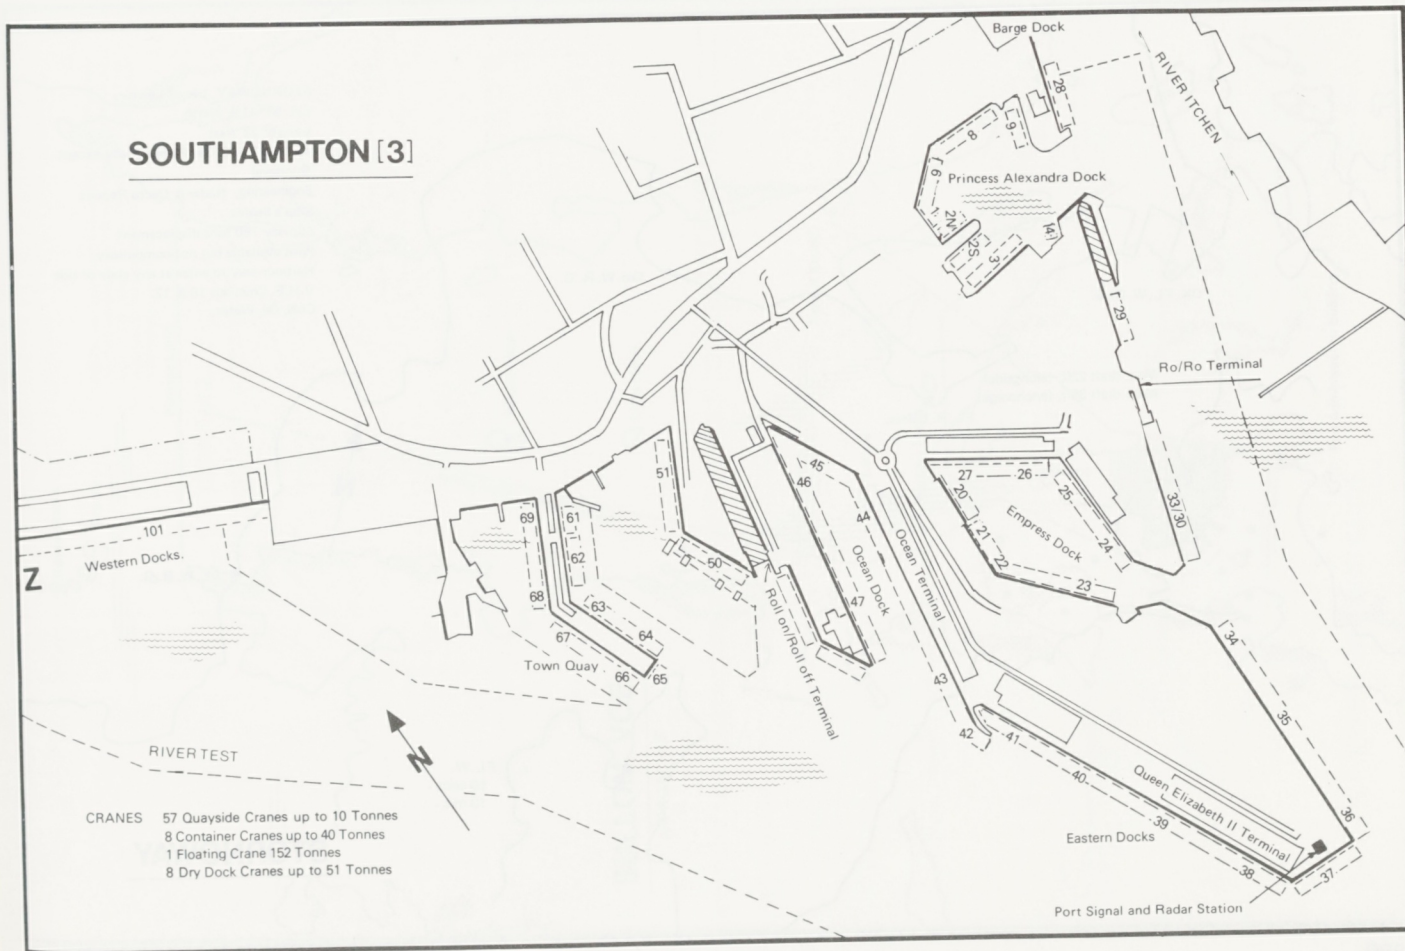 Barge Dock
RIVER ITCHEN
28
SOUTHAMPTON [3]
8
9
6
Princess Alexandra Dock
1
2N
2S
3
(4)
29
Ro/Ro Terminal
51
45
46
44
27
26
25
20
21
22
23
24
Empress Dock
33/30
101
Western Docks.
Z
69
61
62
68
63
67
64
Town Quay
66
65
50
Roll on/Roll off Terminal
47
Ocean Dock
Ocean Terminal
43
42
34
35
41
40
39
Queen Elizabeth II Terminal
36
38
37
Eastern Docks
Port Signal and Radar Station
N
RIVER TEST
CRANES 57 Quayside Cranes up to 10 Tonnes
8 Container Cranes up to 40 Tonnes
1 Floating Crane 152 Tonnes
8 Dry Dock Cranes up to 51 Tonnes